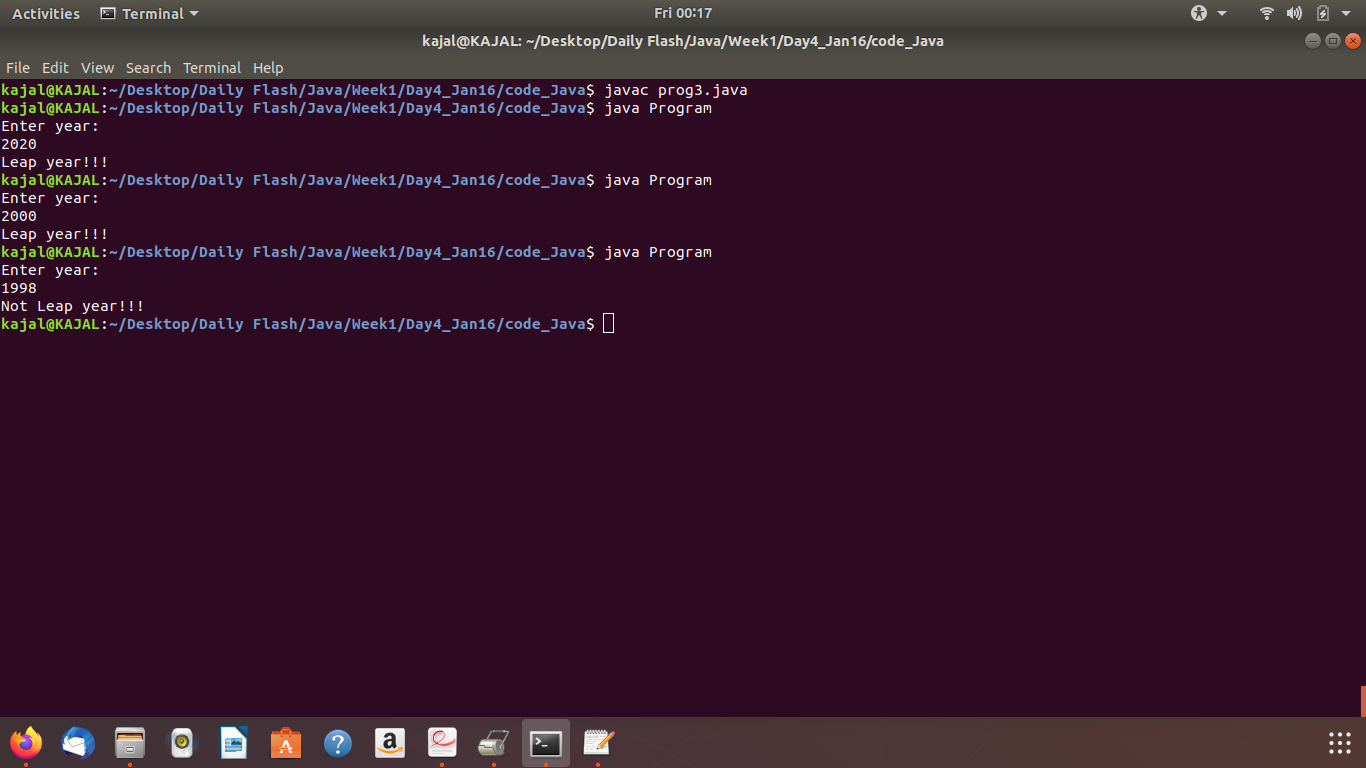 Activities Terminal Fri 00:17
kajal@KAJAL: ~/Desktop/Daily Flash/Java/Week1/Day4_Jan16/code_Java
File Edit View Search Terminal Help
kajal@KAJAL:~/Desktop/Daily Flash/Java/Week1/Day4_Jan16/code_Java$ javac prog3.java
kajal@KAJAL:~/Desktop/Daily Flash/Java/Week1/Day4_Jan16/code_Java$ java Program
Enter year:
2020
Leap year!!!
kajal@KAJAL:~/Desktop/Daily Flash/Java/Week1/Day4_Jan16/code_Java$ java Program
Enter year:
2000
Leap year!!!
kajal@KAJAL:~/Desktop/Daily Flash/Java/Week1/Day4_Jan16/code_Java$ java Program
Enter year:
1998
Not Leap year!!!
kajal@KAJAL:~/Desktop/Daily Flash/Java/Week1/Day4_Jan16/code_Java$